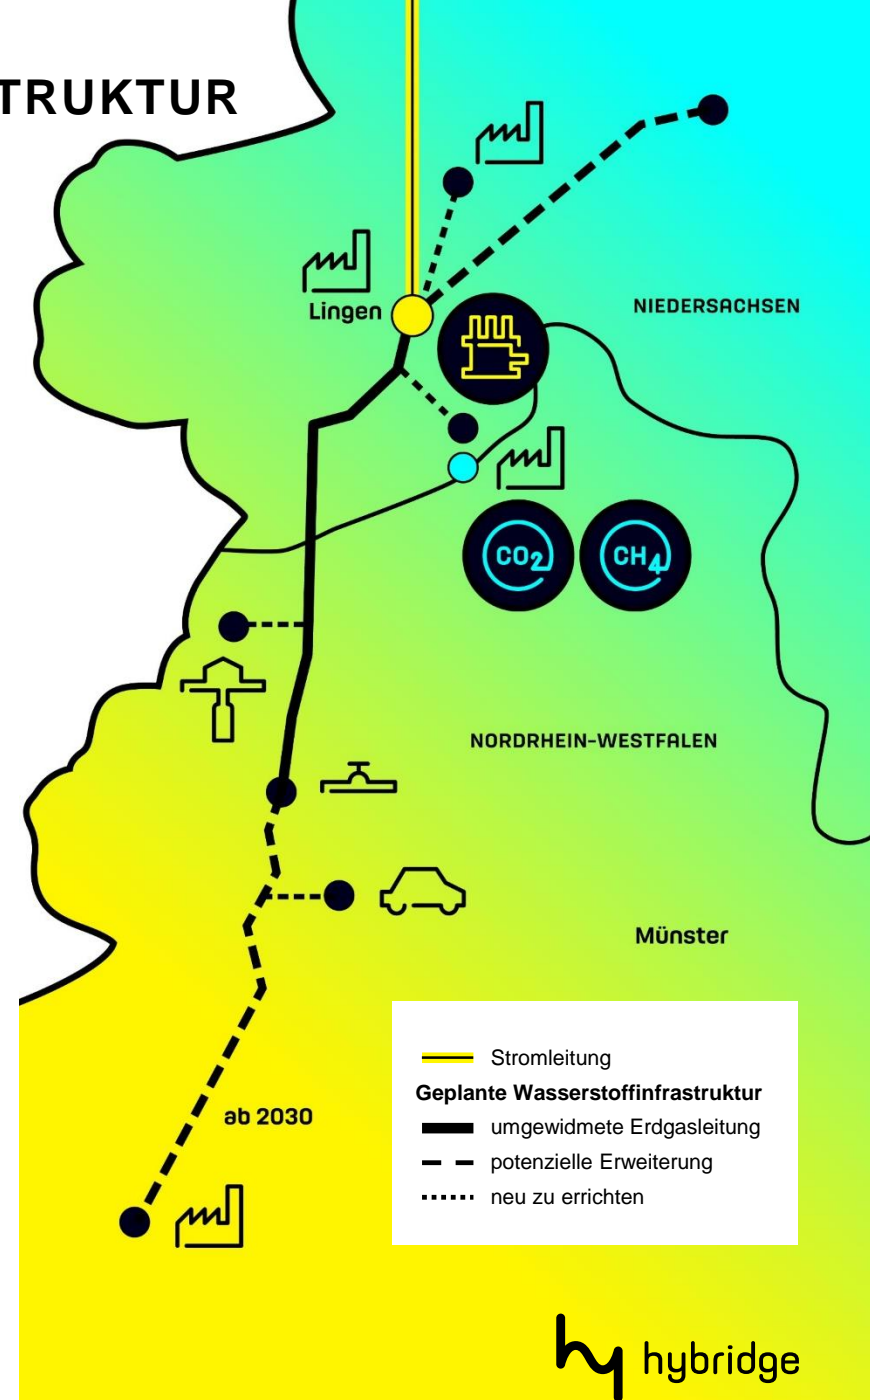 TRUKTUR
Lingen
NIEDERSACHSEN
CO2
CH4
NORDRHEIN-WESTFALEN
Münster
Stromleitung
Geplante Wasserstoffinfrastruktur
umgewidmete Erdgasleitung
potenzielle Erweiterung
neu zu errichten
ab 2030
hy hybridge